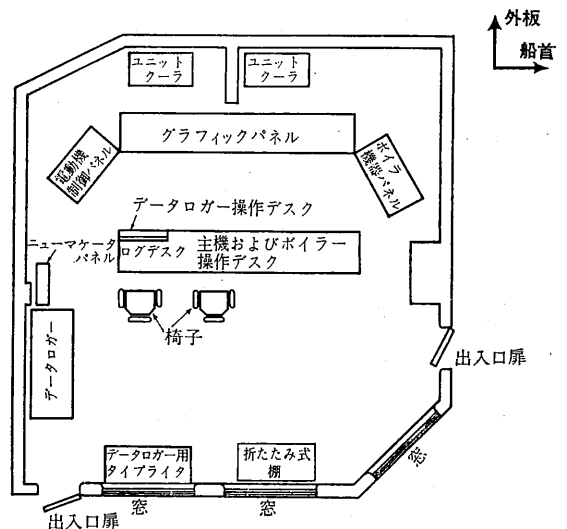 外板
船首
ユニット
クーラ
ユニット
クーラ
グラフィックパネル
電動機
制御パネル
ボイラ
機器パネル
データロガー操作デスク
ニューマケータ
パネル
ログデスク
主機およびボイラー
操作デスク
椅子
データロガー
出入口扉
データロガー用
タイプライタ
折たたみ式
棚
窓
窓
窓
出入口扉